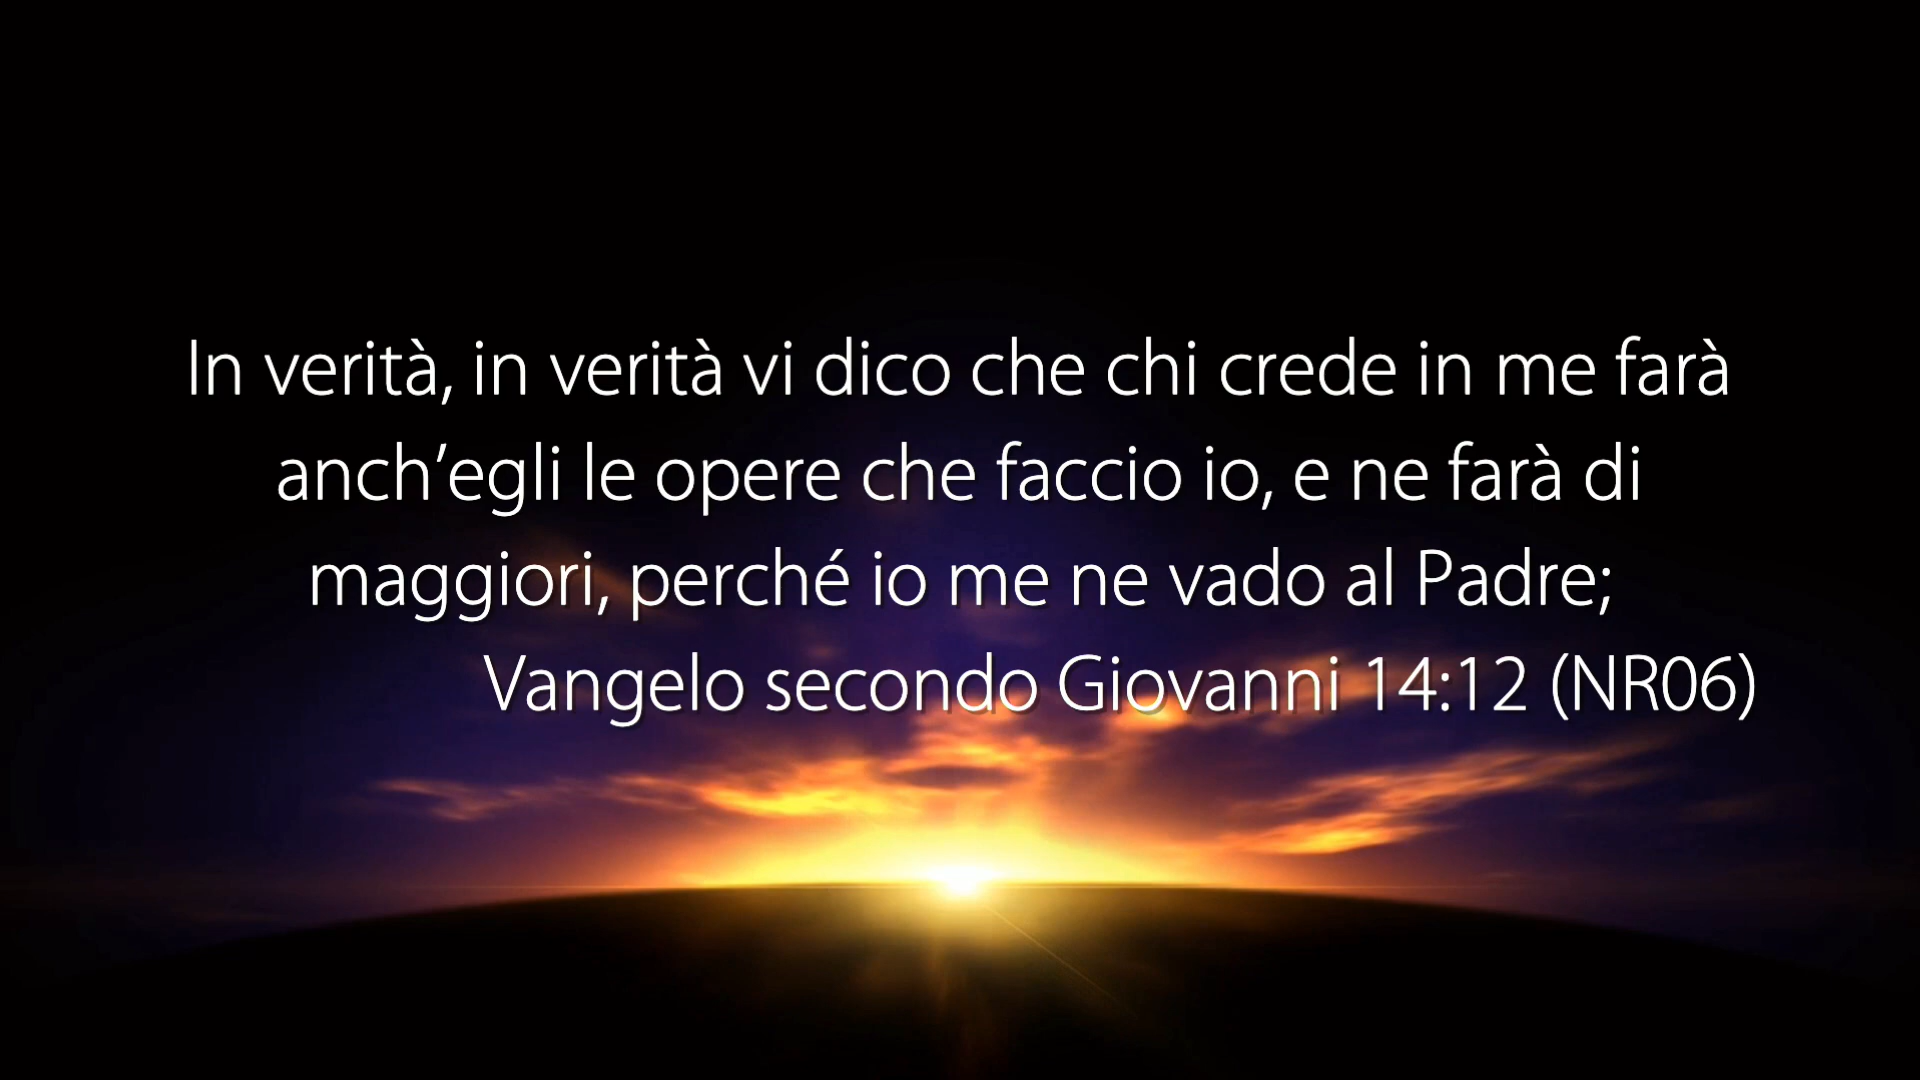 In verità, in verità vi dico che chi crede in me farà
anch’egli le opere che faccio io, e ne farà di
maggiori, perché io me ne vado al Padre;
Vangelo secondo Giovanni 14:12 (NR06)